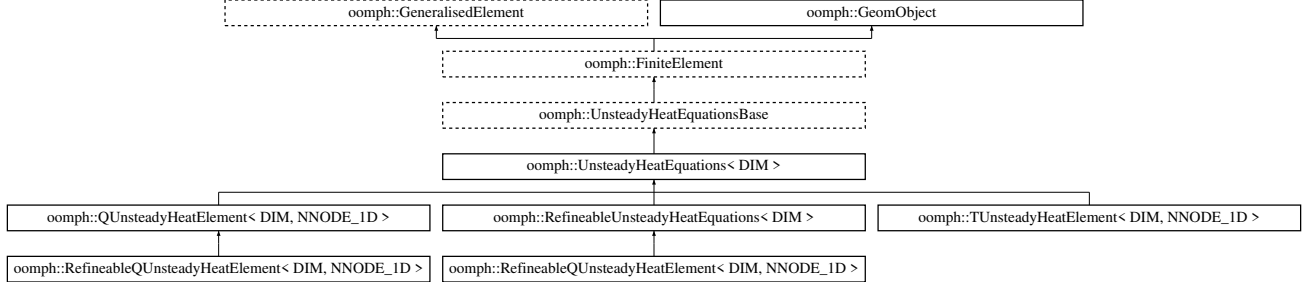 oomph::GeneralisedElement
oomph::GeomObject
oomph::FiniteElement
oomph::UnsteadyHeatEquationsBase
oomph::UnsteadyHeatEquations< DIM >
oomph::QUnsteadyHeatElement< DIM, NNODE_1D >
oomph::RefineableUnsteadyHeatEquations< DIM >
oomph::TUnsteadyHeatElement< DIM, NNODE_1D >
oomph::RefineableQUnsteadyHeatElement< DIM, NNODE_1D >
oomph::RefineableQUnsteadyHeatElement< DIM, NNODE_1D >